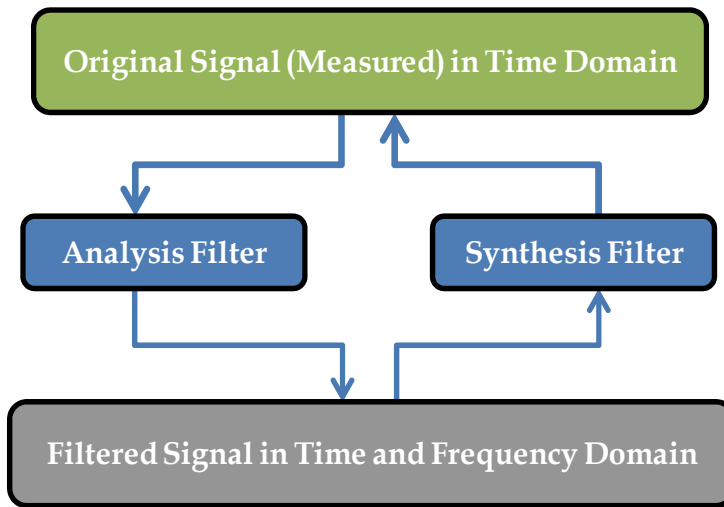 Original Signal (Measured) in Time Domain
Analysis Filter
Synthesis Filter
Filtered Signal in Time and Frequency Domain